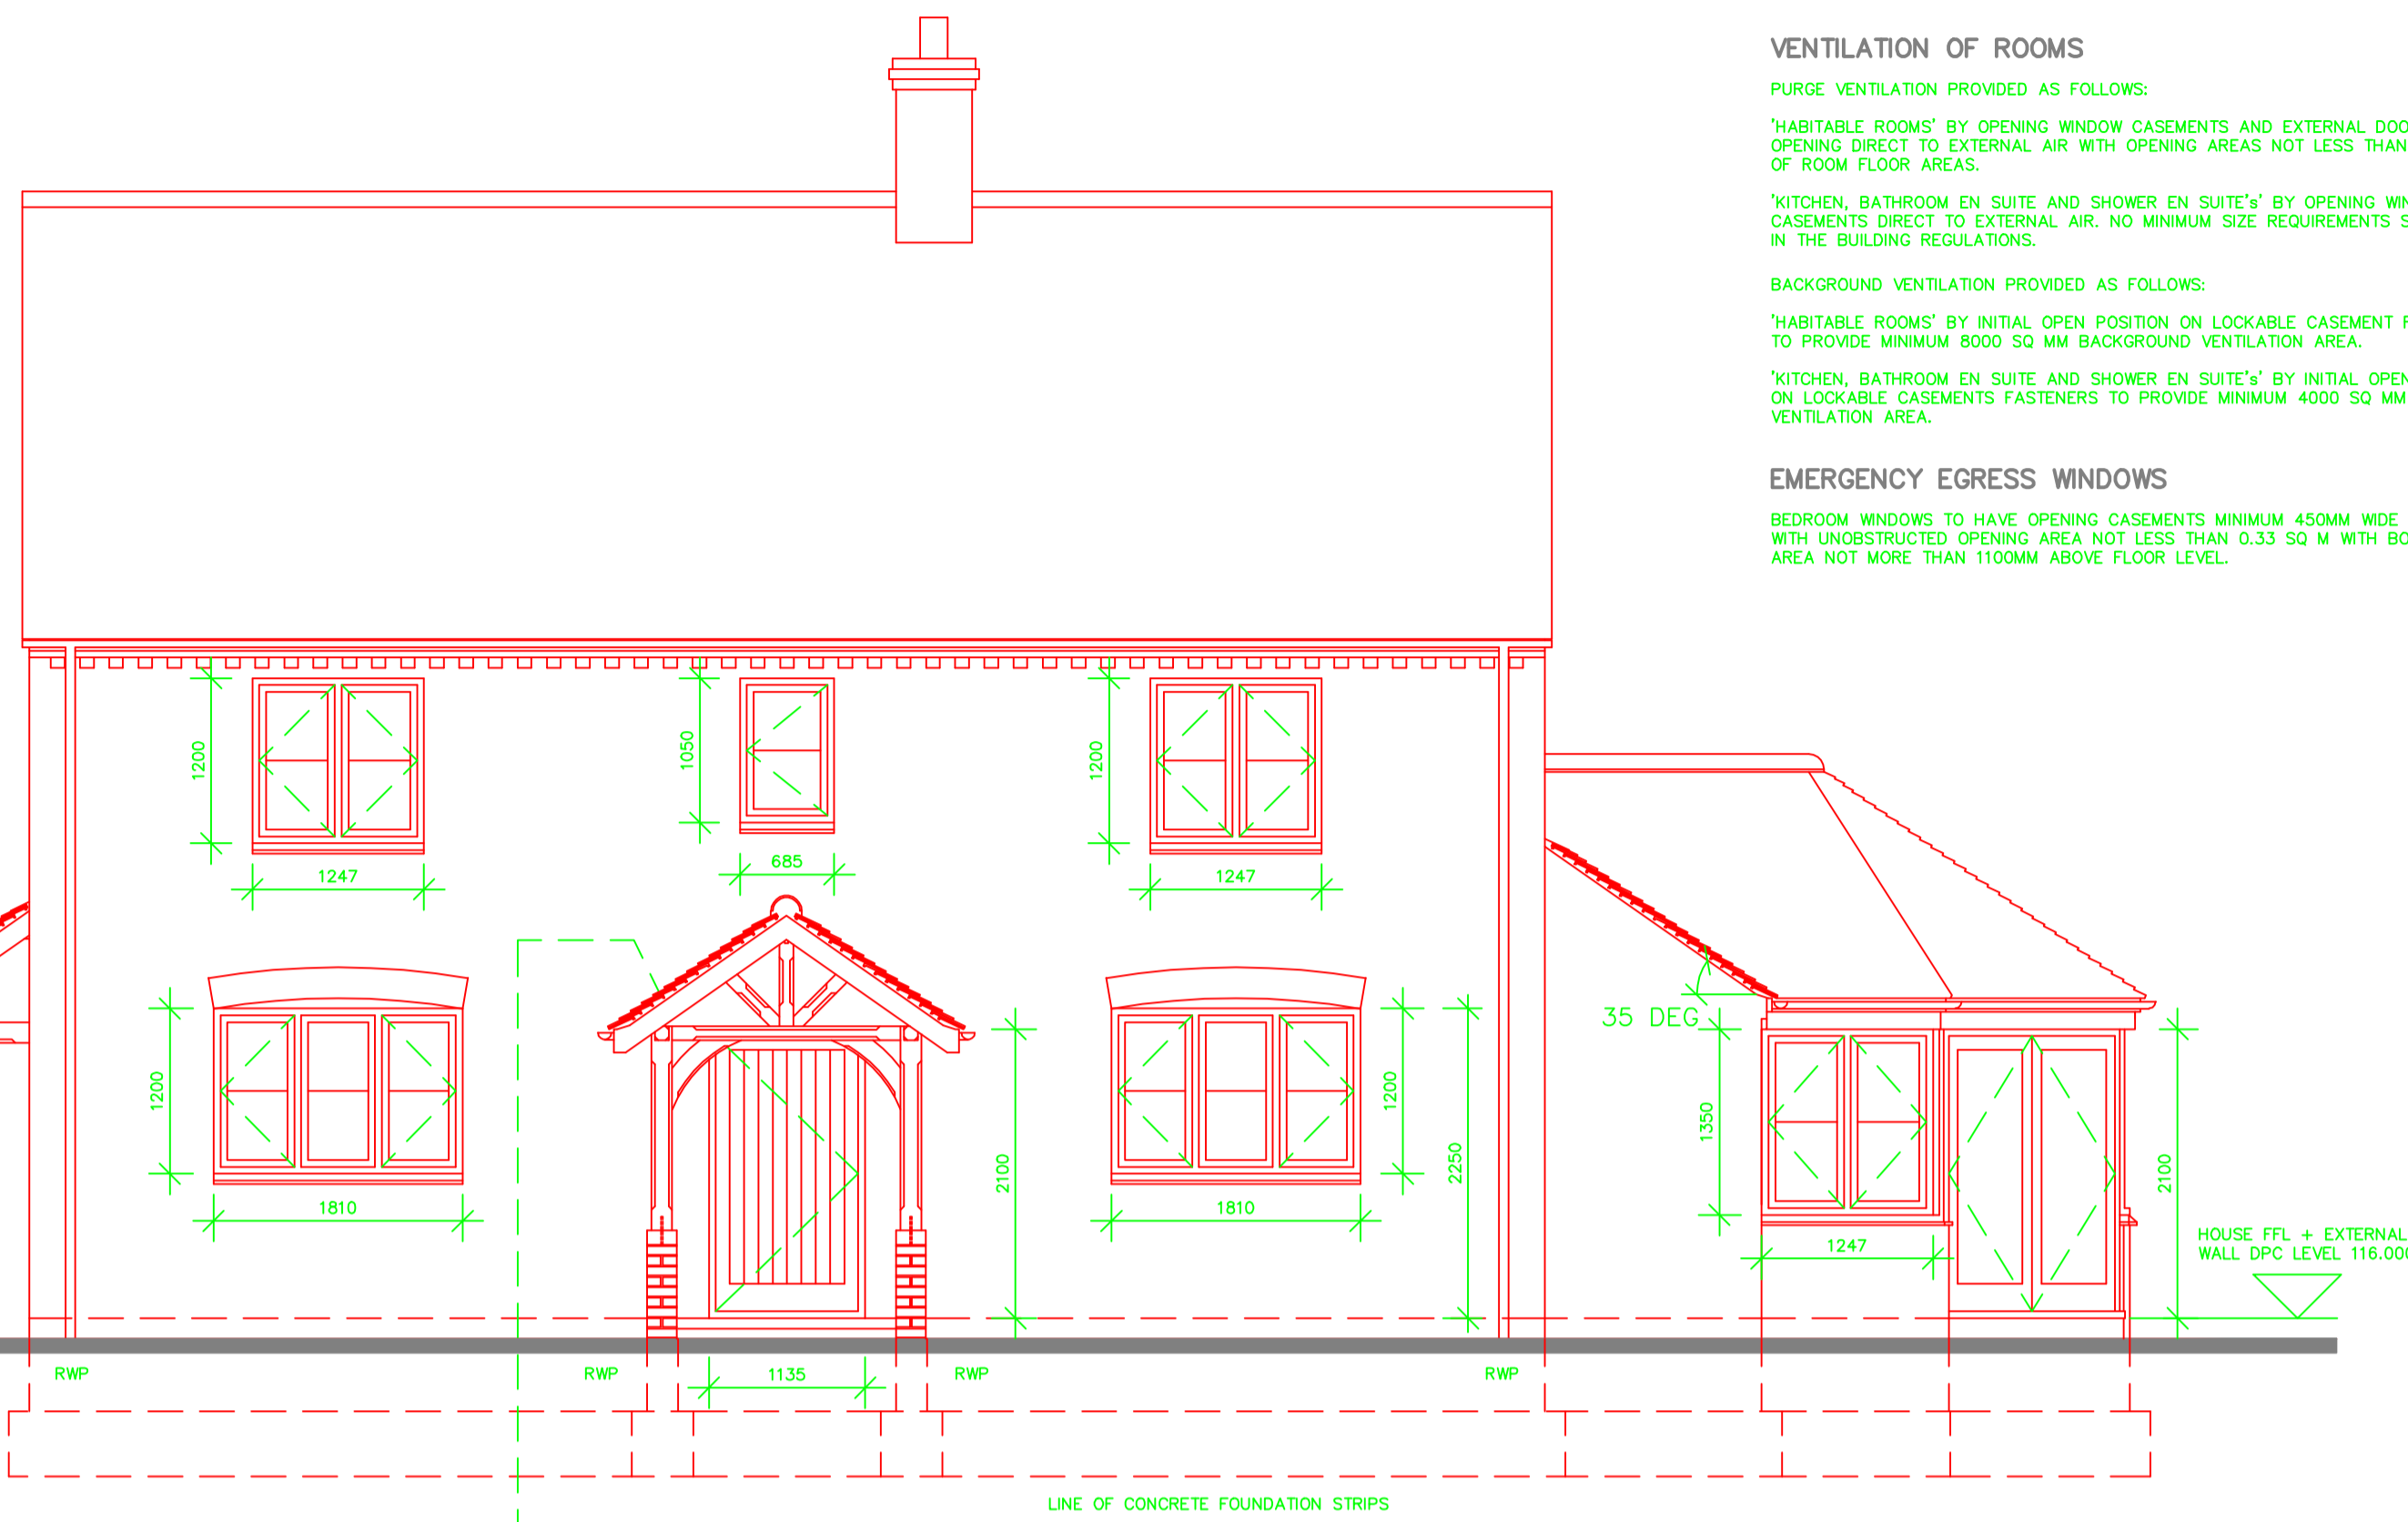 VENTILATION OF ROOMS
PURGE VENTILATION PROVIDED AS FOLLOWS:
'HABITABLE ROOMS' BY OPENING WINDOW CASEMENTS AND EXTERNAL
OPENING DIRECT TO EXTERNAL AIR WITH OPENING AREAS NOT LESS THAN
OF ROOM FLOOR AREAS.
'KITCHEN, BATHROOM EN SUITE AND SHOWER EN SUITE's' BY OPENING
CASEMENTS DIRECT TO EXTERNAL AIR. NO MINIMUM SIZE REQUIREMENTS
IN THE BUILDING REGULATIONS.
BACKGROUND VENTILATION PROVIDED AS FOLLOWS:
'HABITABLE ROOMS' BY INITIAL OPEN POSITION ON LOCKABLE CASEMENT
TO PROVIDE MINIMUM 8000 SQ MM BACKGROUND VENTILATION AREA.
'KITCHEN, BATHROOM EN SUITE AND SHOWER EN SUITE's' BY INITIAL OPEN
ON LOCKABLE CASEMENTS FASTENERS TO PROVIDE MINIMUM 4000 SQ MM
VENTILATION AREA.
EMERGENCY EGRESS WINDOWS
BEDROOM WINDOWS TO HAVE OPENING CASEMENTS MINIMUM 450MM WIDE
WITH UNOBSTRUCTED OPENING AREA NOT LESS THAN 0.33 SQ M WITH
AREA NOT MORE THAN 1100MM ABOVE FLOOR LEVEL.
1200
1050
1200
1247
685
1247
35 DEG
1200
1200
1350
2100
2250
2100
1810
1810
1247
HOUSE FFL + EXTERNAL
WALL DPC LEVEL 116.000
RWP
RWP
1135
RWP
RWP
LINE OF CONCRETE FOUNDATION STRIPS